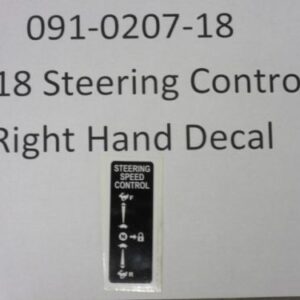 091-0207-18
18 Steering Contro
Right Hand Decal
STEERING
SPEED
CONTROL
F
N
R